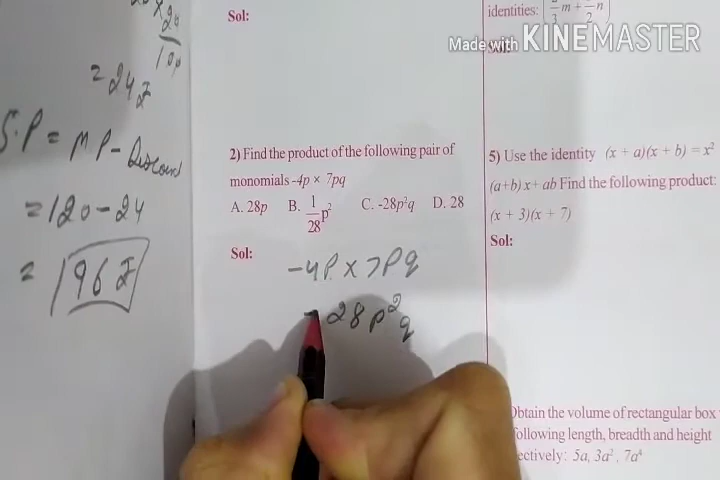 × 24
= 24 ₹
S.P = M.P - Discount
= 120 - 24
= 96 ₹
Sol:
2) Find the product of the following pair of
monomials -4p × 7pq
A. 28p B. 1/28 p² C. -28p²q D. 28
Sol:
-4p × 7pq
- 28p²q
identities:
m + n
Made with KINEMASTER
Sol:
5) Use the identity (x + a)(x + b) = x²
(a+b) x+ ab Find the following product:
(x + 3)(x + 7)
Sol:
Obtain the volume of rectangular box
following length, breadth and height
ectively: 5a, 3a², 7a⁴